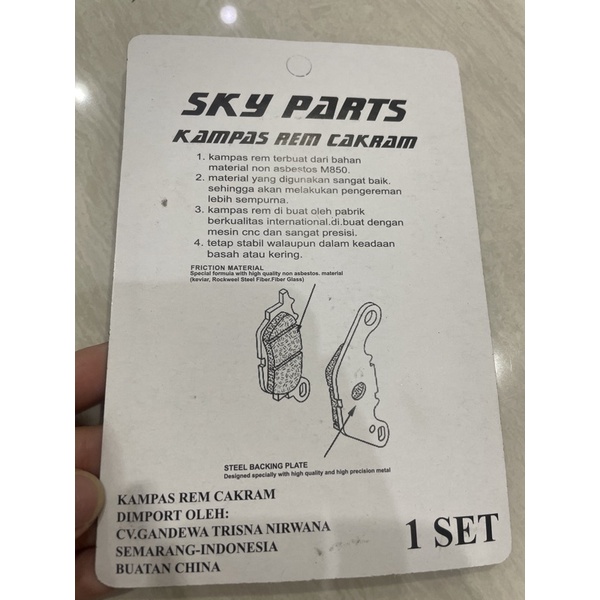 SKY PARTS
KAMPAS REM CAKRAM
1. kampas rem terbuat dari bahan
material non asbestos M850.
2. material yang digunakan sangat baik.
sehingga akan melakukan pengereman
lebih sempurna.
3. kampas rem di buat oleh pabrik
berkualitas international.di.buat dengan
mesin cnc dan sangat presisi.
4. tetap stabil walaupun dalam keadaan
basah atau kering.
FRICTION MATERIAL
Special formula with high quality non asbestos. material
(keviar, Rockweel Steel Fiber.Fiber Glass)
STEEL BACKING PLATE
Designed specially with high quality and high precision metal
KAMPAS REM CAKRAM
DIMPORT OLEH:
CV.GANDEWA TRISNA NIRWANA
SEMARANG-INDONESIA
BUATAN CHINA
1 SET